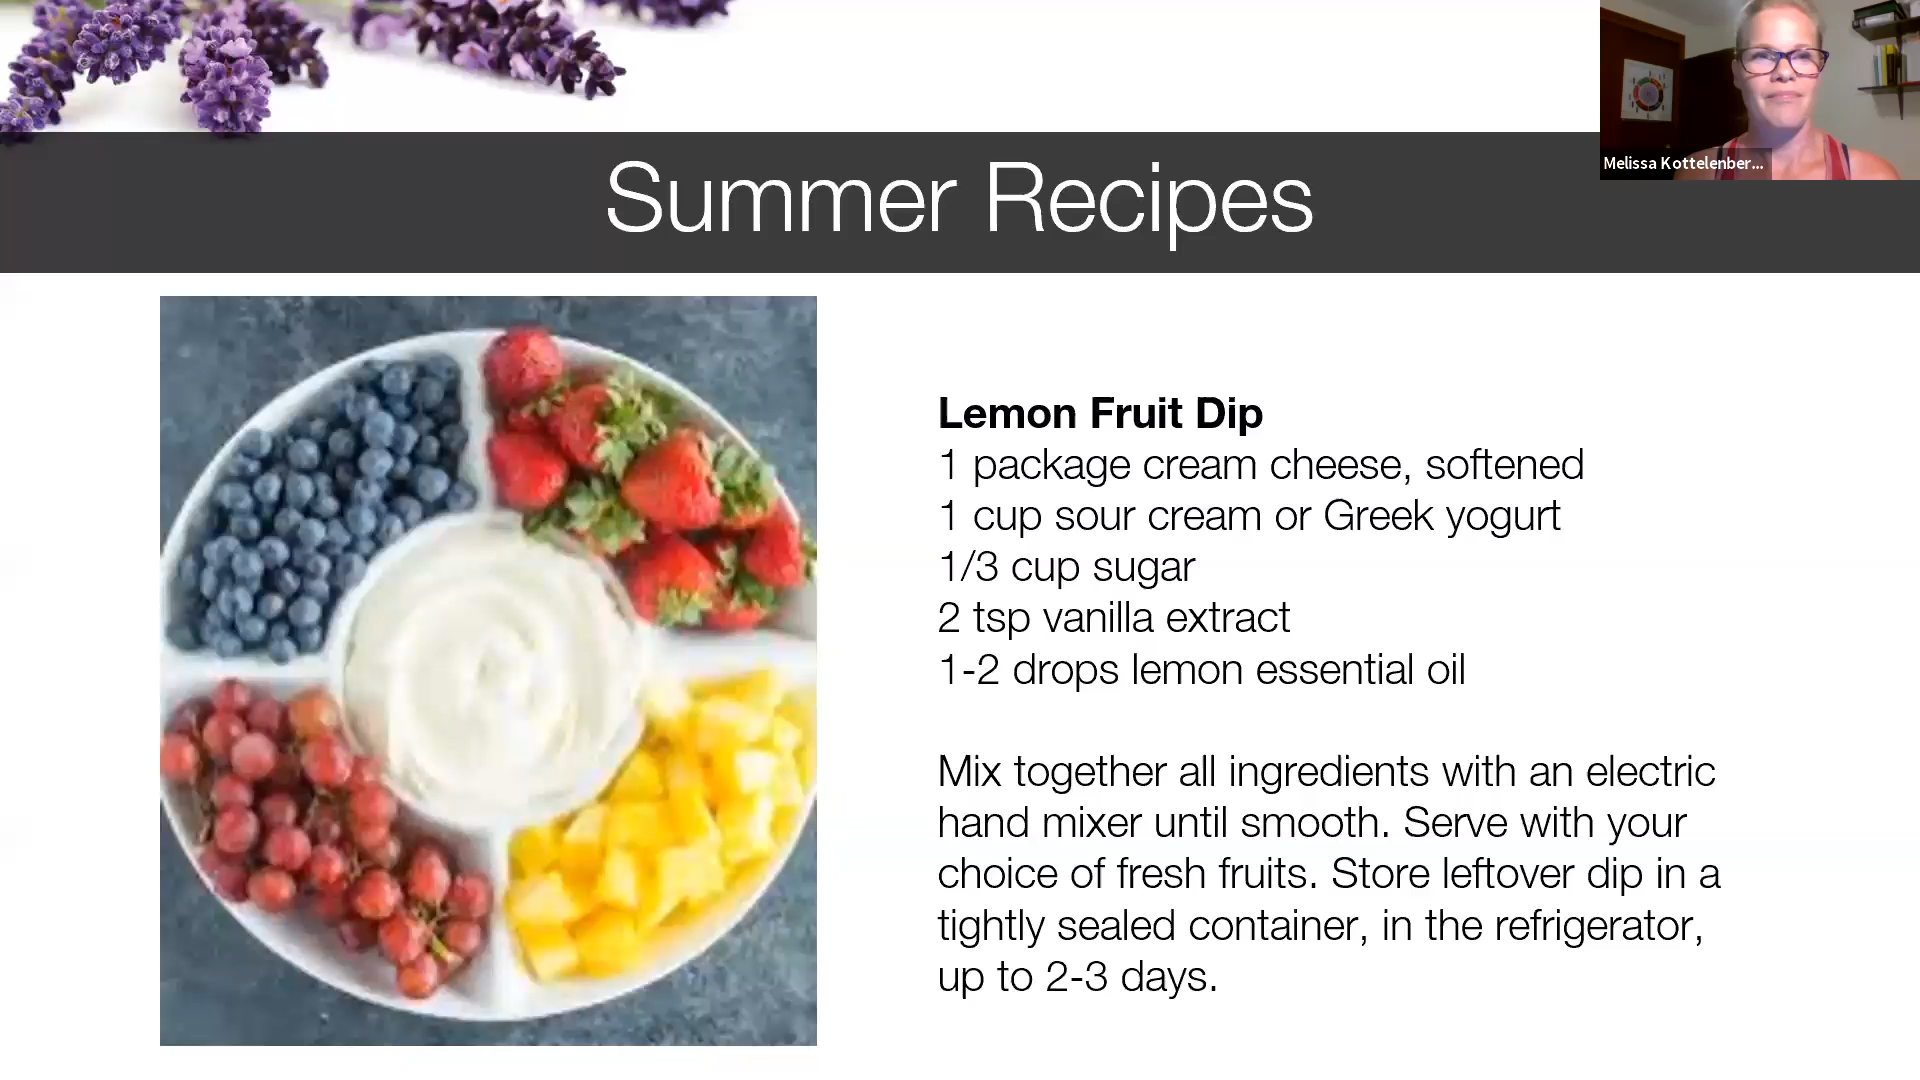 Melissa Kottelenber...
Summer Recipes
Lemon Fruit Dip
1 package cream cheese, softened
1 cup sour cream or Greek yogurt
1/3 cup sugar
2 tsp vanilla extract
1-2 drops lemon essential oil
Mix together all ingredients with an electric
hand mixer until smooth. Serve with your
choice of fresh fruits. Store leftover dip in a
tightly sealed container, in the refrigerator,
up to 2-3 days.